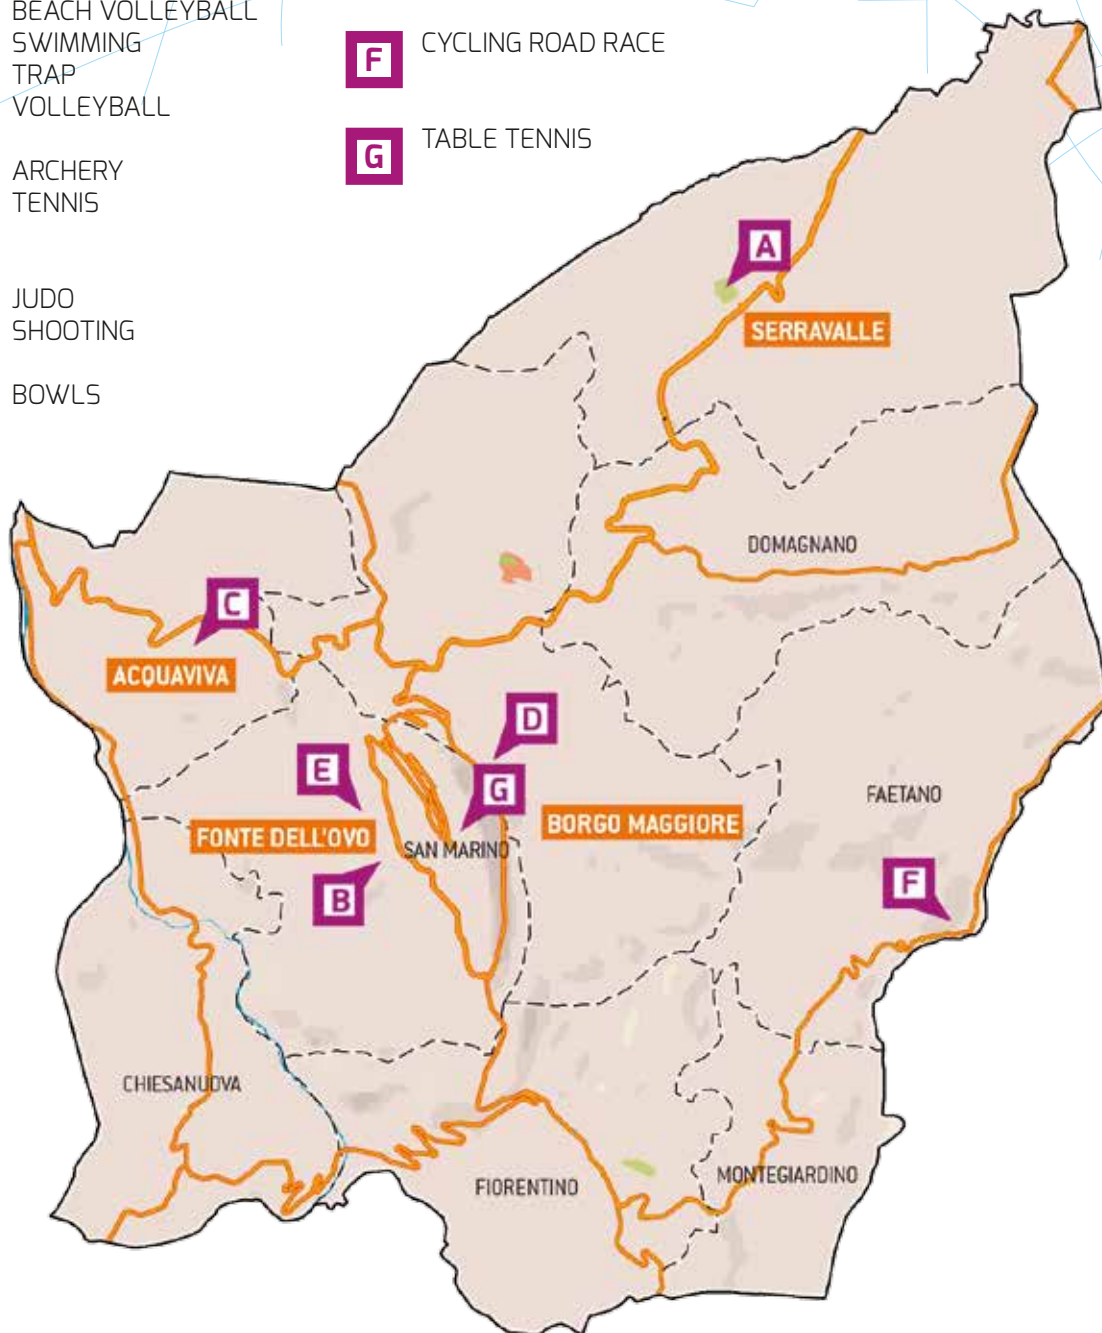 BEACH VOLLEYBALL
SWIMMING
TRAP
VOLLEYBALL
ARCHERY
TENNIS
JUDO
SHOOTING
BOWLS
F CYCLING ROAD RACE
G TABLE TENNIS
A
SERRAVALLE
DOMAGNANO
C
ACQUAVIVA
D
E
G
FAETANO
BORGO MAGGIORE
FONTE DELL'OVO
SAN MARINO
F
B
CHIESANUOVA
MONTEGIARDINO
FIORENTINO